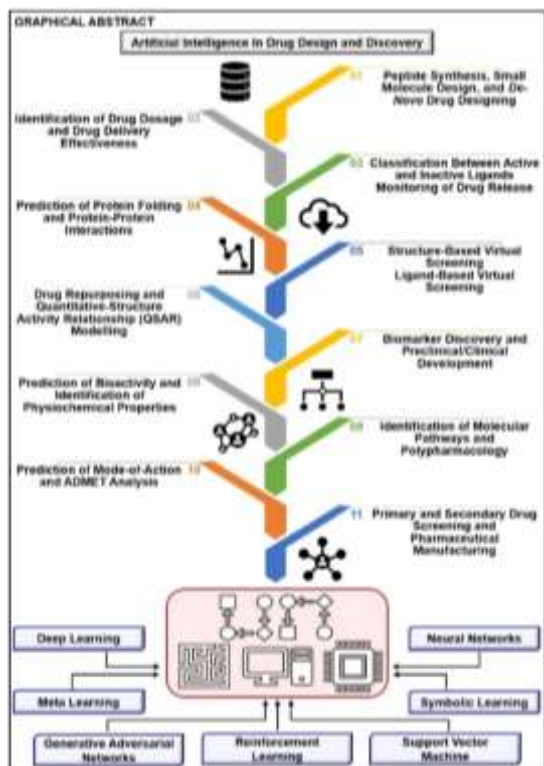 GRAPHICAL ABSTRACT
Artificial Intelligence in Drug Design and Discovery
01
Peptide Synthesis, Small
Molecule Design, and De-
Novo Drug Designing
Identification of Drug Dosage
and Drug Delivery
Effectiveness
02
03
Classification Between Active
and Inactive Ligands
Monitoring of Drug Release
Prediction of Protein Folding
and Protein-Protein
Interactions
04
05
Structure-Based Virtual
Screening
Ligand-Based Virtual
Screening
Drug Repurposing and
Quantitative-Structure
Activity Relationship (QSAR)
Modelling
06
07
Biomarker Discovery and
Preclinical/Clinical
Development
Prediction of Bioactivity and
Identification of
Physiochemical Properties
08
09
Identification of Molecular
Pathways and
Polypharmacology
Prediction of Mode-of-Action
and ADMET Analysis
10
11
Primary and Secondary Drug
Screening and
Pharmaceutical
Manufacturing
Deep Learning
Neural Networks
Meta Learning
Symbolic Learning
Generative Adversarial
Networks
Reinforcement
Learning
Support Vector
Machine